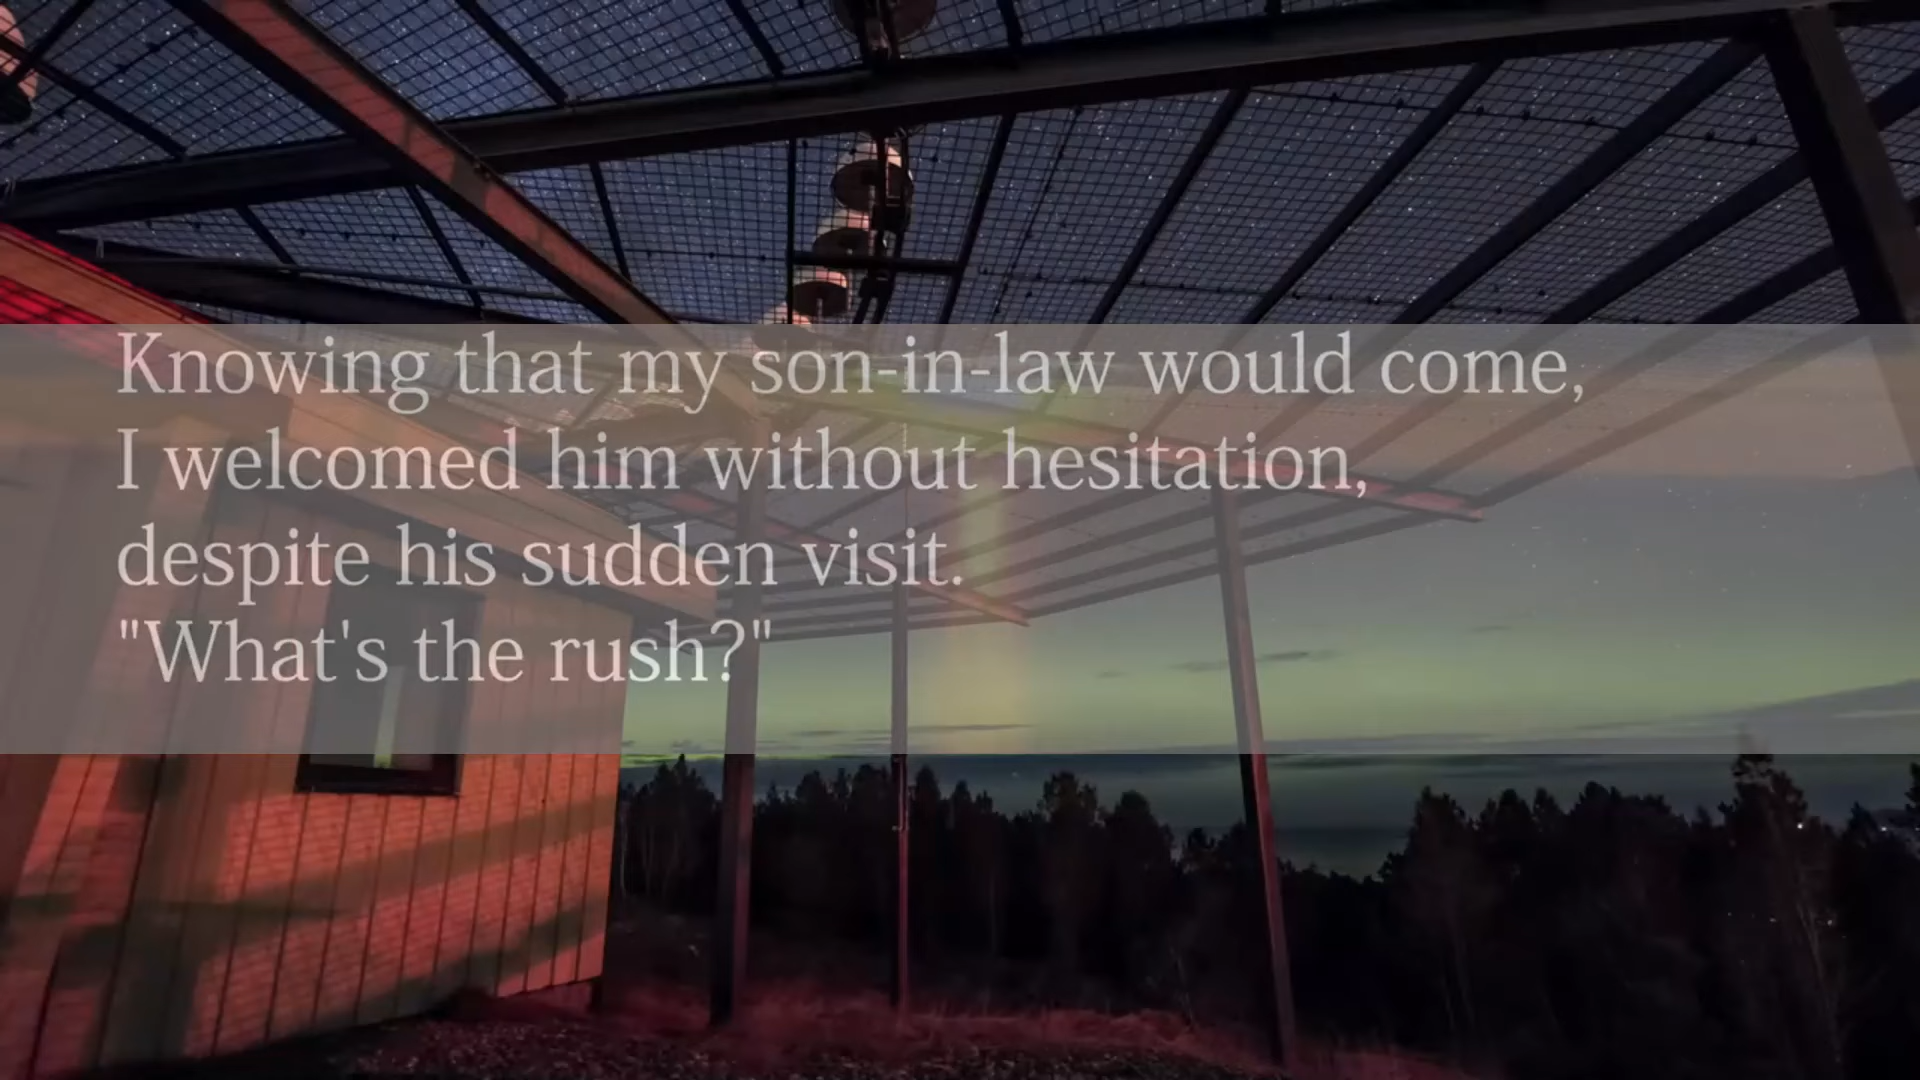 Knowing that my son-in-law would come,
I welcomed him without hesitation,
despite his sudden visit.
"What's the rush?"